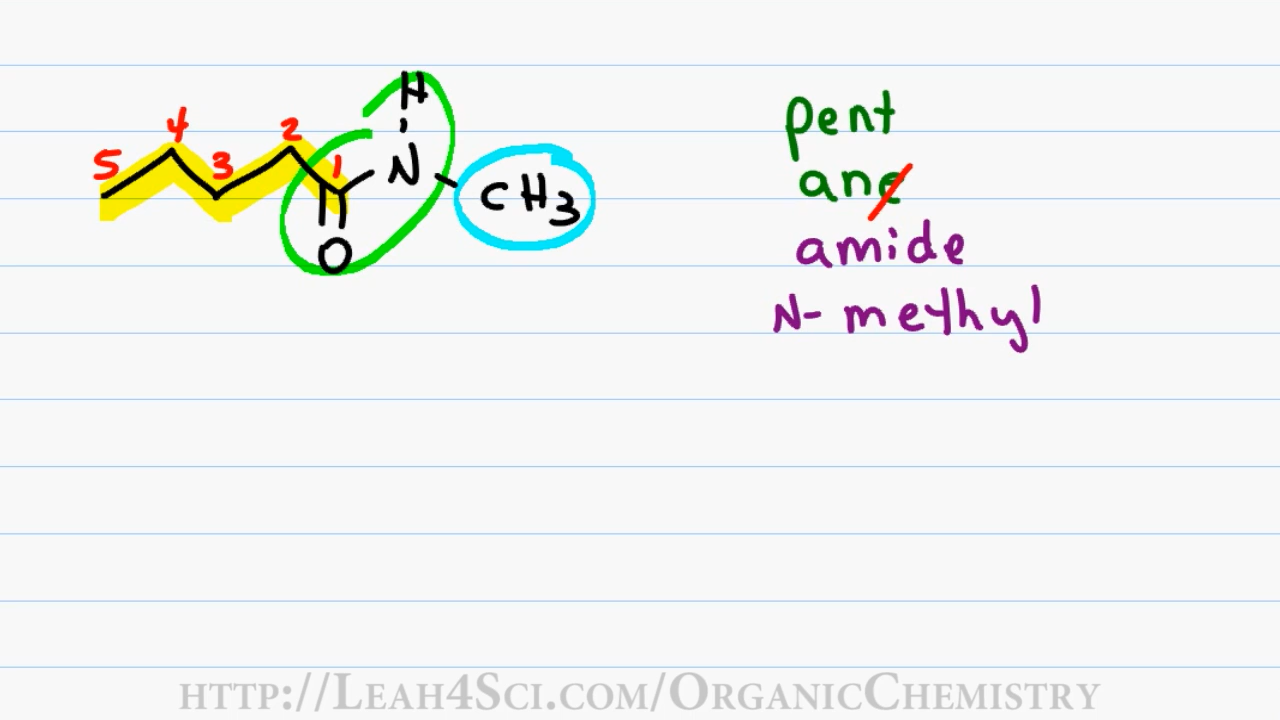 H
4 2
5 3 1 N CH3
O
pent
ane
amide
N- methyl
HTTP://LEAH4SCI.COM/ORGANICCHEMISTRY